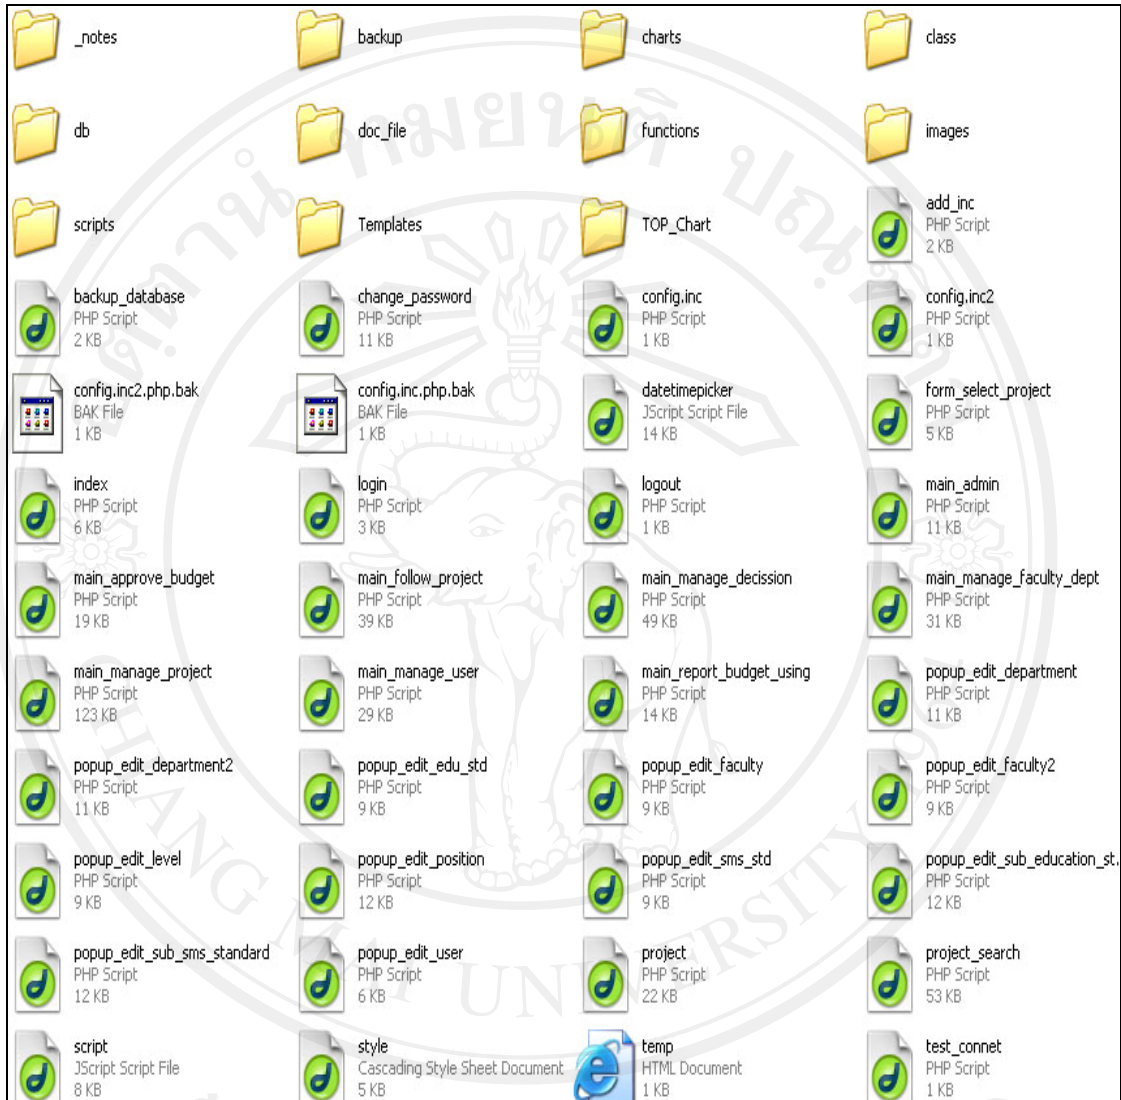 _notes
backup
charts
class
db
doc_file
functions
images
scripts
Templates
TOP_Chart
add_inc
PHP Script
2 KB
backup_database
PHP Script
2 KB
change_password
PHP Script
11 KB
config.inc
PHP Script
1 KB
config.inc2
PHP Script
1 KB
config.inc2.php.bak
BAK File
1 KB
config.inc.php.bak
BAK File
1 KB
datetimepicker
JScript Script File
14 KB
form_select_project
PHP Script
5 KB
index
PHP Script
6 KB
login
PHP Script
3 KB
logout
PHP Script
1 KB
main_admin
PHP Script
11 KB
main_approve_budget
PHP Script
19 KB
main_follow_project
PHP Script
39 KB
main_manage_decission
PHP Script
49 KB
main_manage_faculty_dept
PHP Script
31 KB
main_manage_project
PHP Script
123 KB
main_manage_user
PHP Script
29 KB
main_report_budget_using
PHP Script
14 KB
popup_edit_department
PHP Script
11 KB
popup_edit_department2
PHP Script
11 KB
popup_edit_edu_std
PHP Script
9 KB
popup_edit_faculty
PHP Script
9 KB
popup_edit_faculty2
PHP Script
9 KB
popup_edit_level
PHP Script
9 KB
popup_edit_position
PHP Script
12 KB
popup_edit_sms_std
PHP Script
9 KB
popup_edit_sub_education_st.
PHP Script
12 KB
popup_edit_sub_sms_standard
PHP Script
12 KB
popup_edit_user
PHP Script
6 KB
project
PHP Script
22 KB
project_search
PHP Script
53 KB
script
JScript Script File
8 KB
style
Cascading Style Sheet Document
5 KB
temp
HTML Document
1 KB
test_connet
PHP Script
1 KB